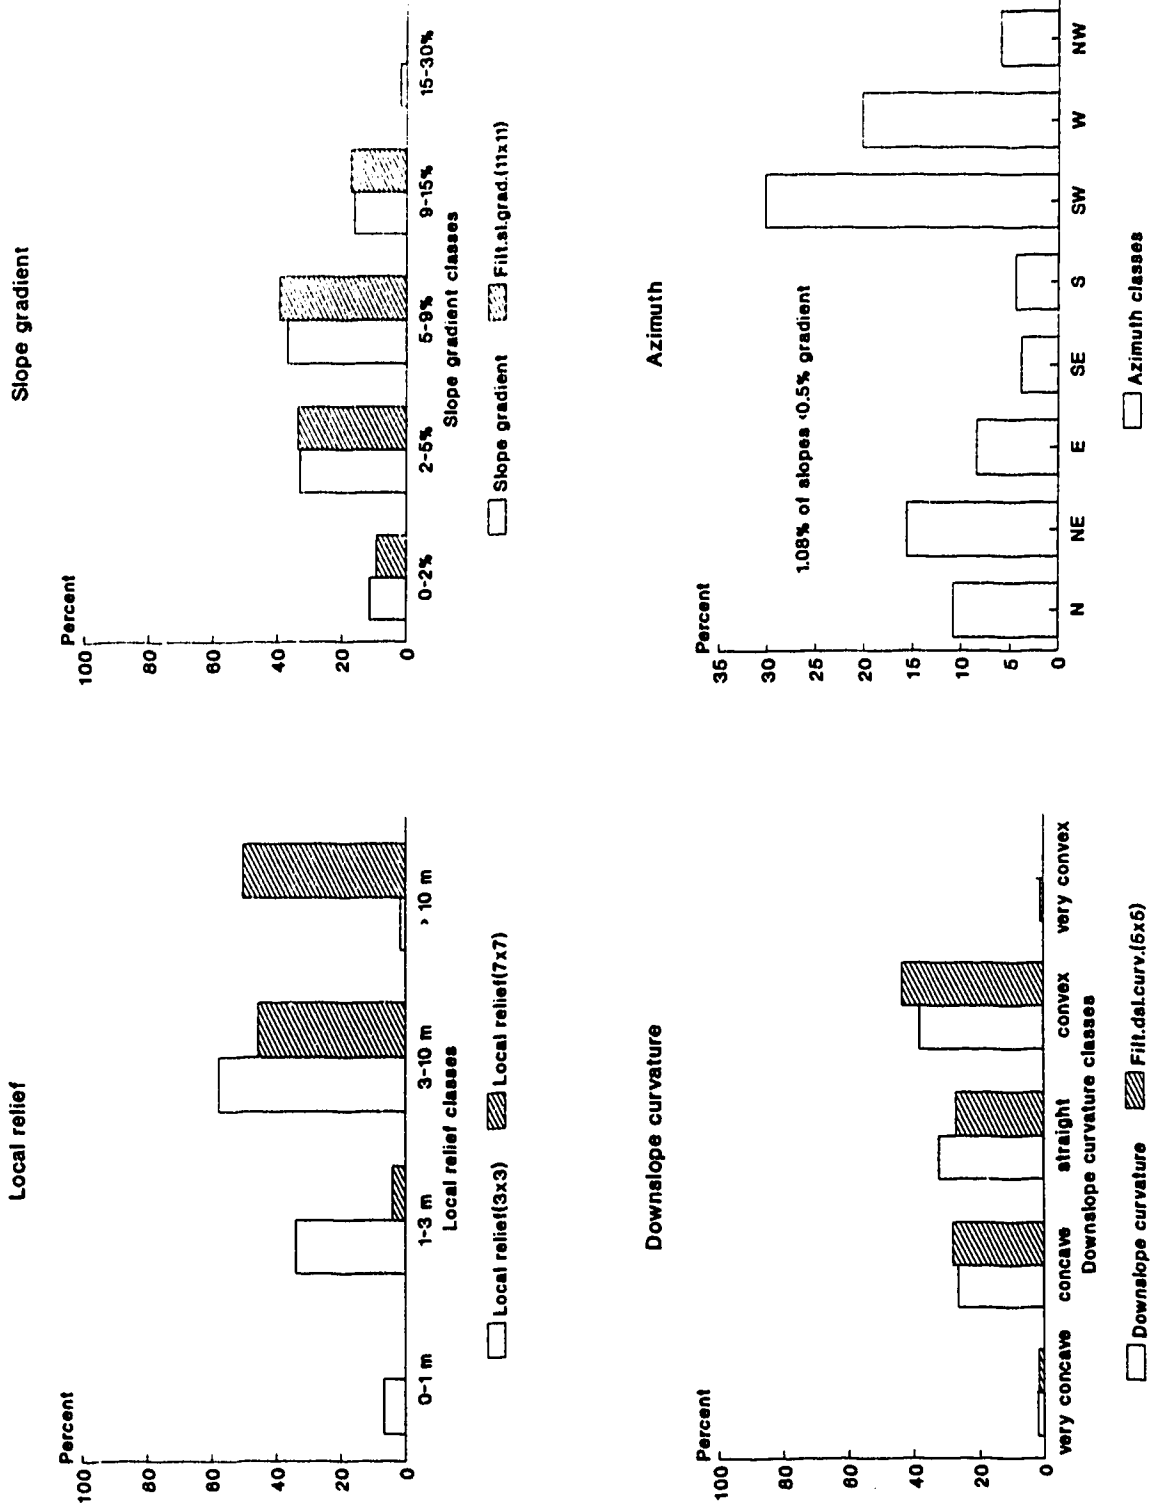 Local relief
Percent
100
80
60
40
20
0
0-1 m
1-3 m
3-10 m
> 10 m
Local relief classes
Local relief(3x3)
Local relief(7x7)
Slope gradient
Percent
100
80
60
40
20
0
0-2%
2-5%
5-9%
9-15%
15-30%
Slope gradient classes
Slope gradient
Filt.sl.grad.(11x11)
Downslope curvature
Percent
100
80
60
40
20
0
very concave
concave
straight
convex
very convex
Downslope curvature classes
Downslope curvature
Filt.dsl.curv.(5x5)
Azimuth
Percent
35
30
25
20
15
10
5
0
1.08% of slopes <0.5% gradient
N
NE
E
SE
S
SW
W
NW
Azimuth classes